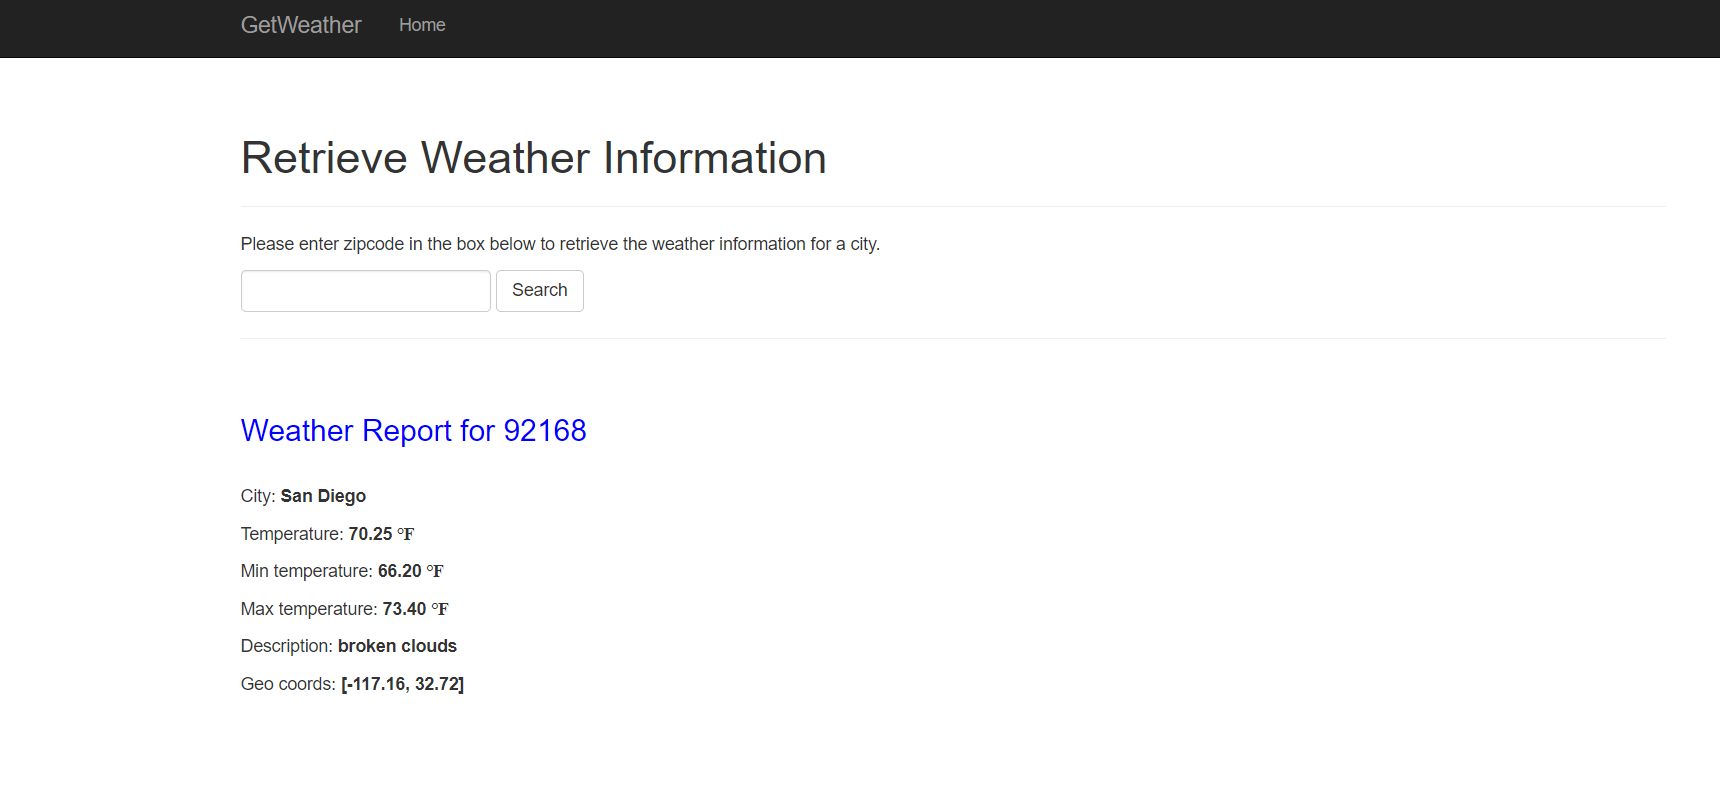 GetWeather Home
Retrieve Weather Information
Please enter zipcode in the box below to retrieve the weather information for a city.
Search
Weather Report for 92168
City: San Diego
Temperature: 70.25 °F
Min temperature: 66.20 °F
Max temperature: 73.40 °F
Description: broken clouds
Geo coords: [-117.16, 32.72]